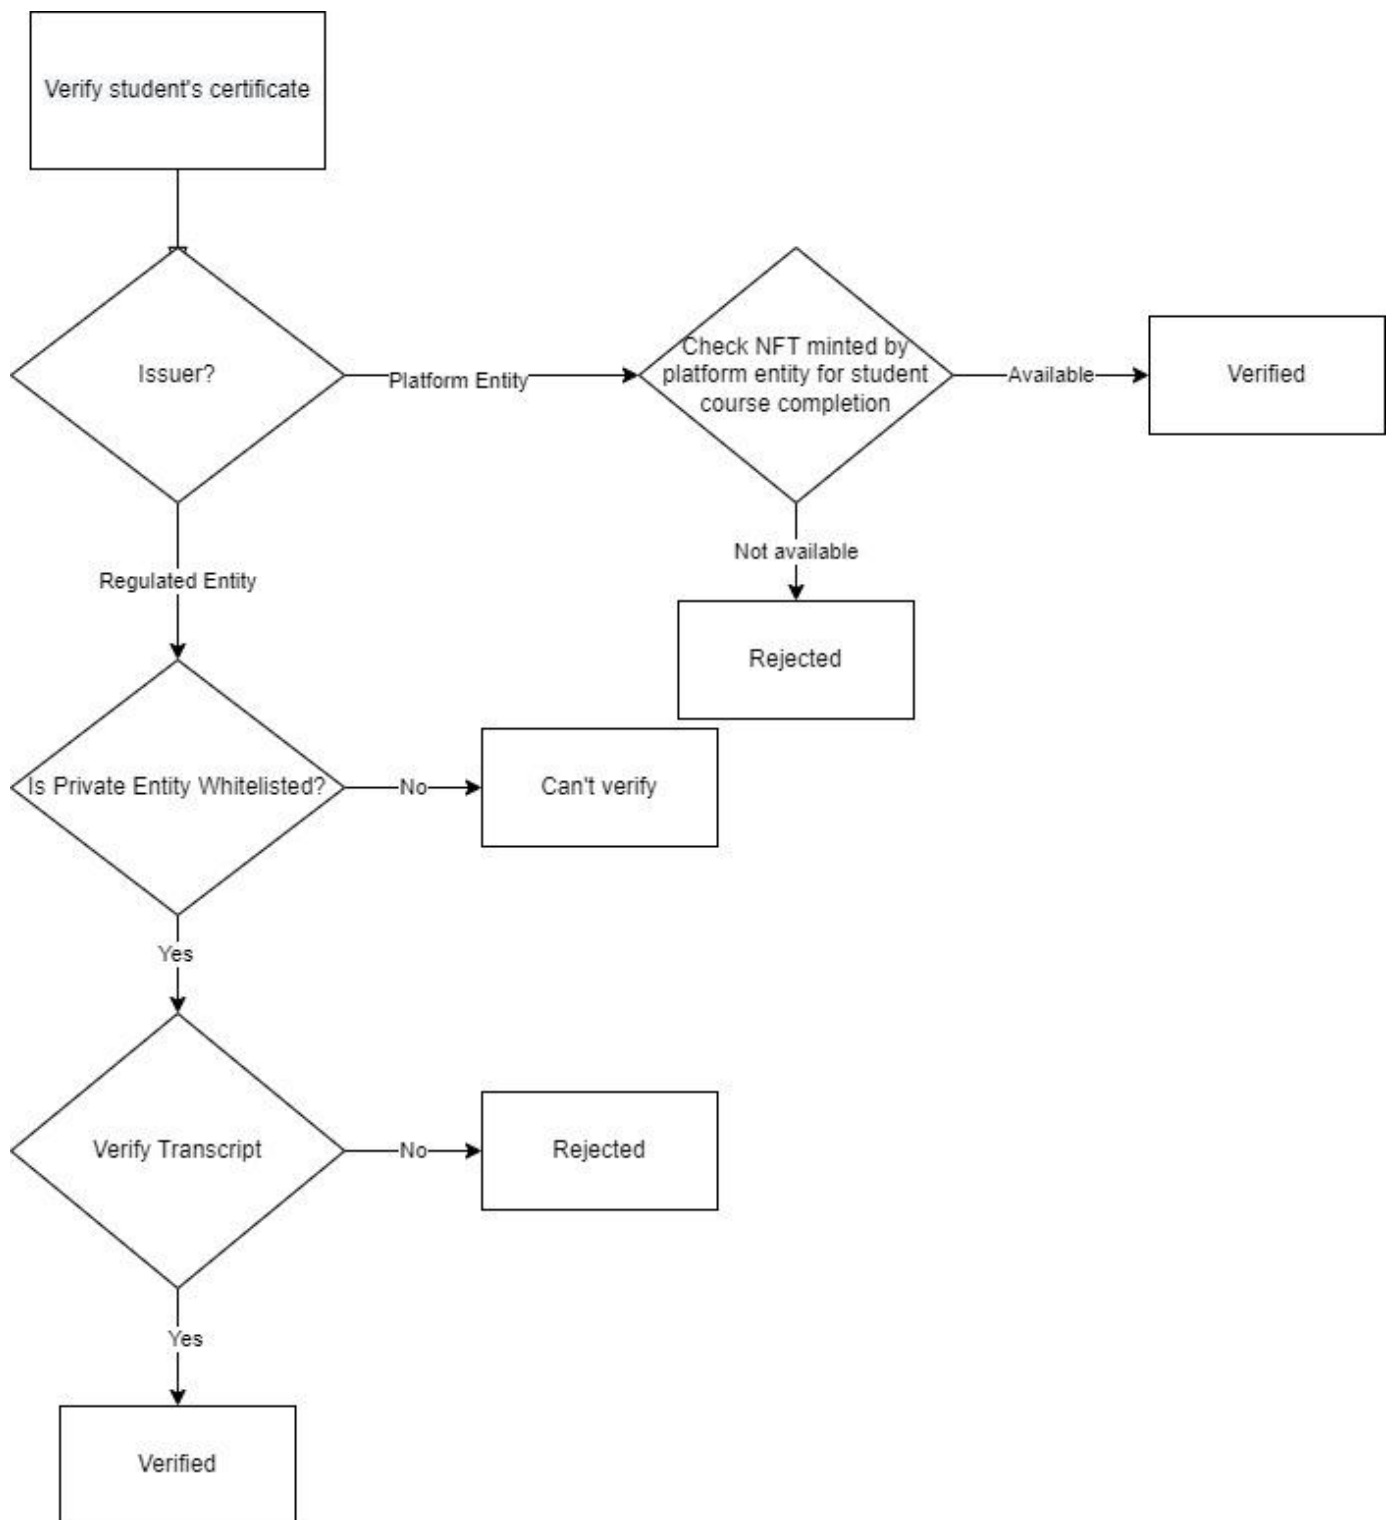 Verify student's certificate
Issuer?
Platform Entity
Check NFT minted by
platform entity for student
course completion
Available
Verified
Not available
Rejected
Regulated Entity
Is Private Entity Whitelisted?
No
Can't verify
Yes
Verify Transcript
No
Rejected
Yes
Verified